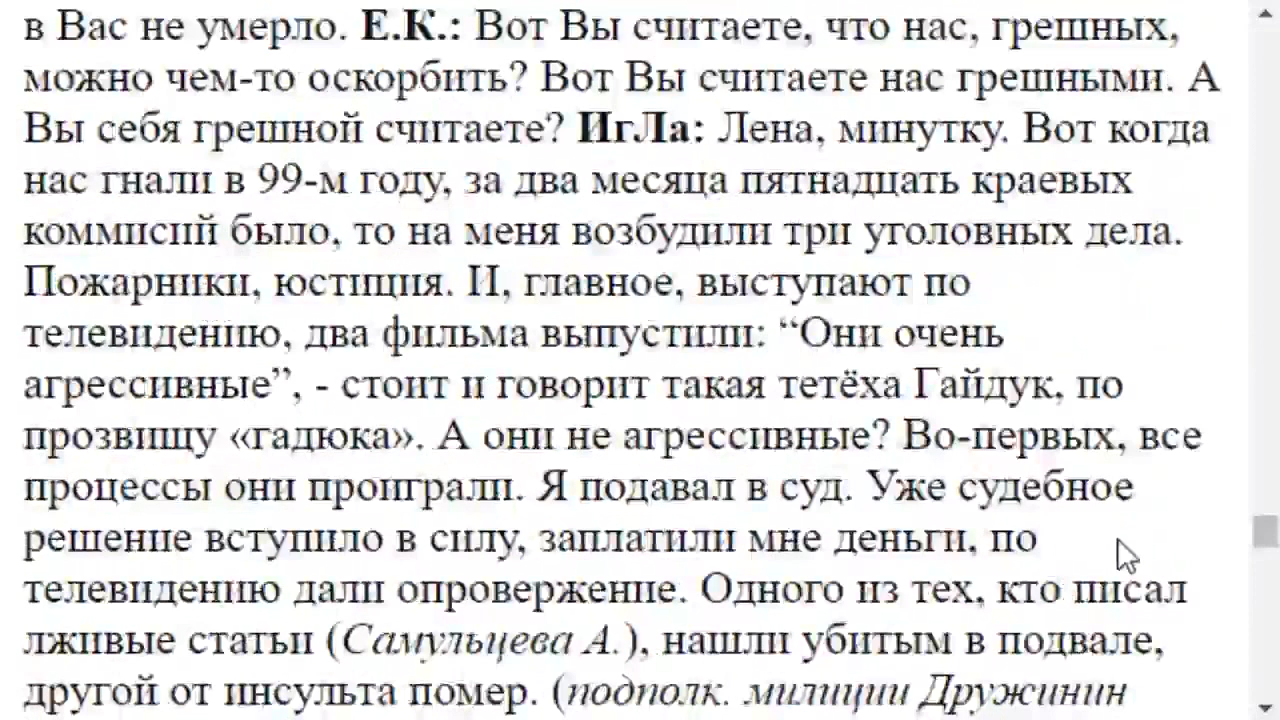 в Вас не умерло. Е.К.: Вот Вы считаете, что нас, грешных,
можно чем-то оскорбить? Вот Вы считаете нас грешными. А
Вы себя грешной считаете? ИгЛа: Лена, минутку. Вот когда
нас гнали в 99-м году, за два месяца пятнадцать краевых
коммисий было, то на меня возбудили три уголовных дела.
Пожарники, юстиция. И, главное, выступают по
телевидению, два фильма выпустили: “Они очень
агрессивные”, - стоит и говорит такая тетёха Гайдук, по
прозвищу «гадюка». А они не агрессивные? Во-первых, все
процессы они проиграли. Я подавал в суд. Уже судебное
решение вступило в силу, заплатили мне деньги, по
телевидению дали опровержение. Одного из тех, кто писал
лживые статьи (Самульцева А.), нашли убитым в подвале,
другой от инсульта помер. (подполк. милиции Дружинин